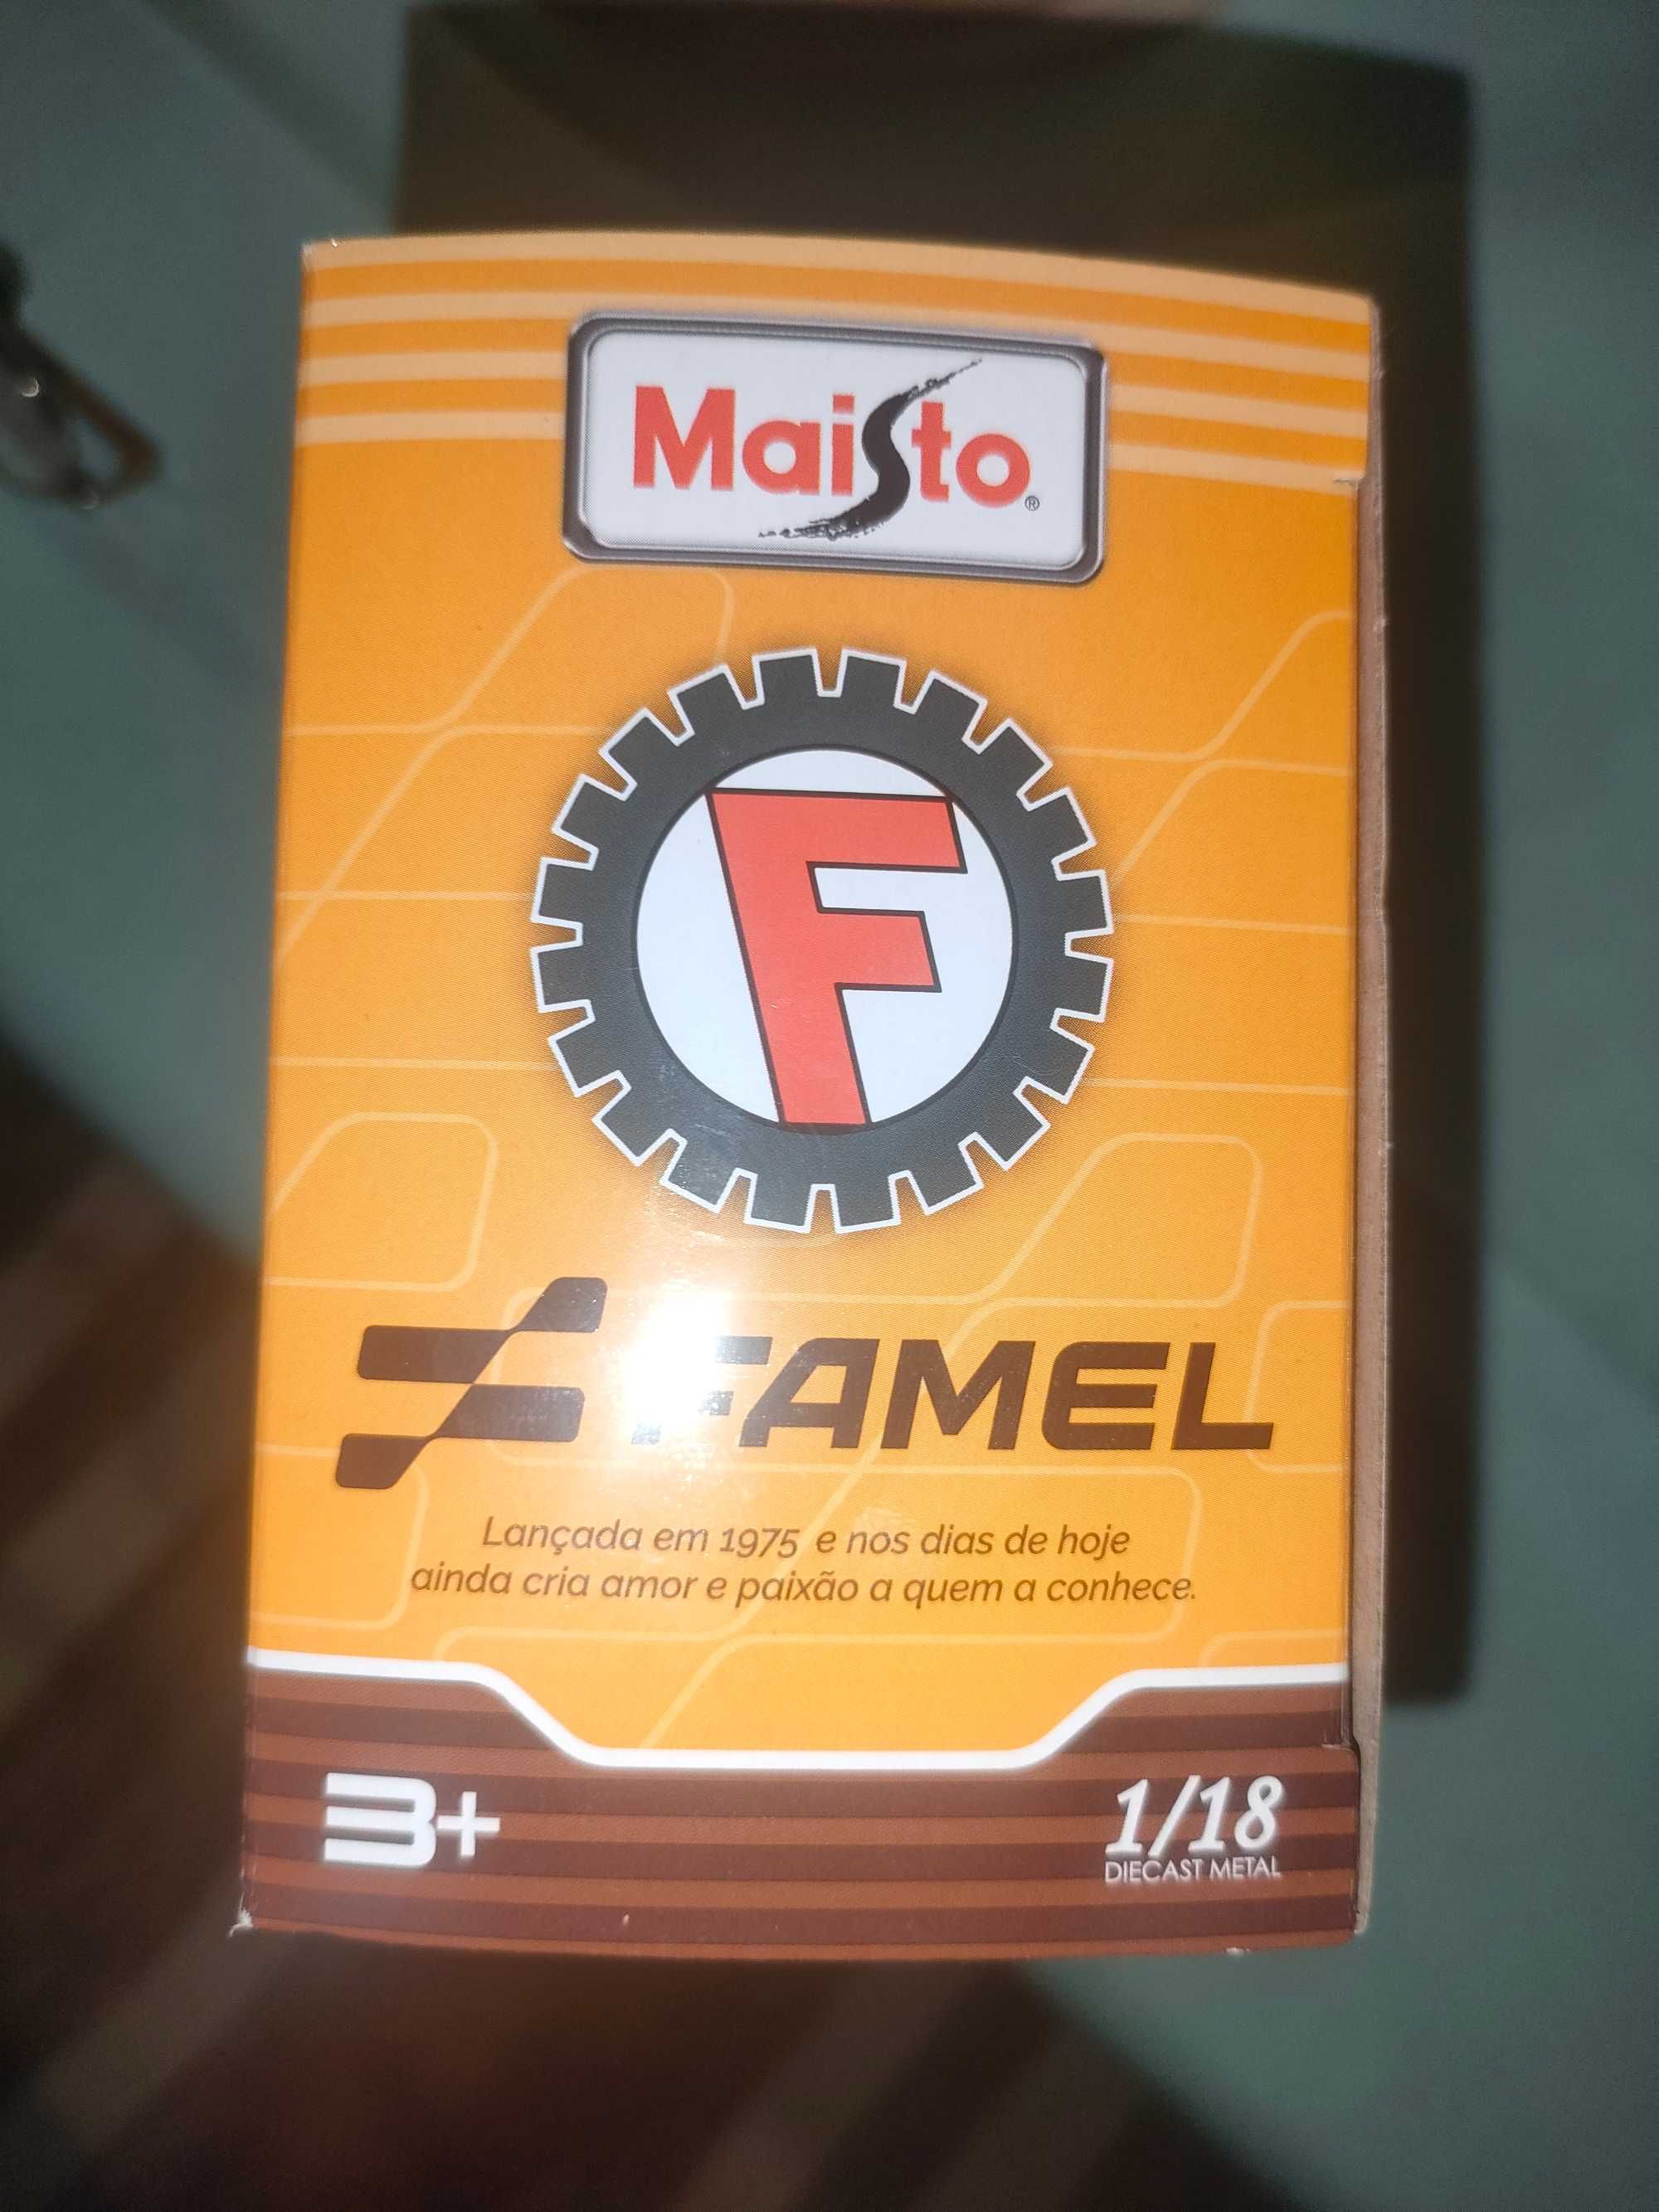 Maisto®
F
FAMEL
Lançada em 1975 e nos dias de hoje
ainda cria amor e paixão a quem a conhece.
3+
1/18
DIECAST METAL